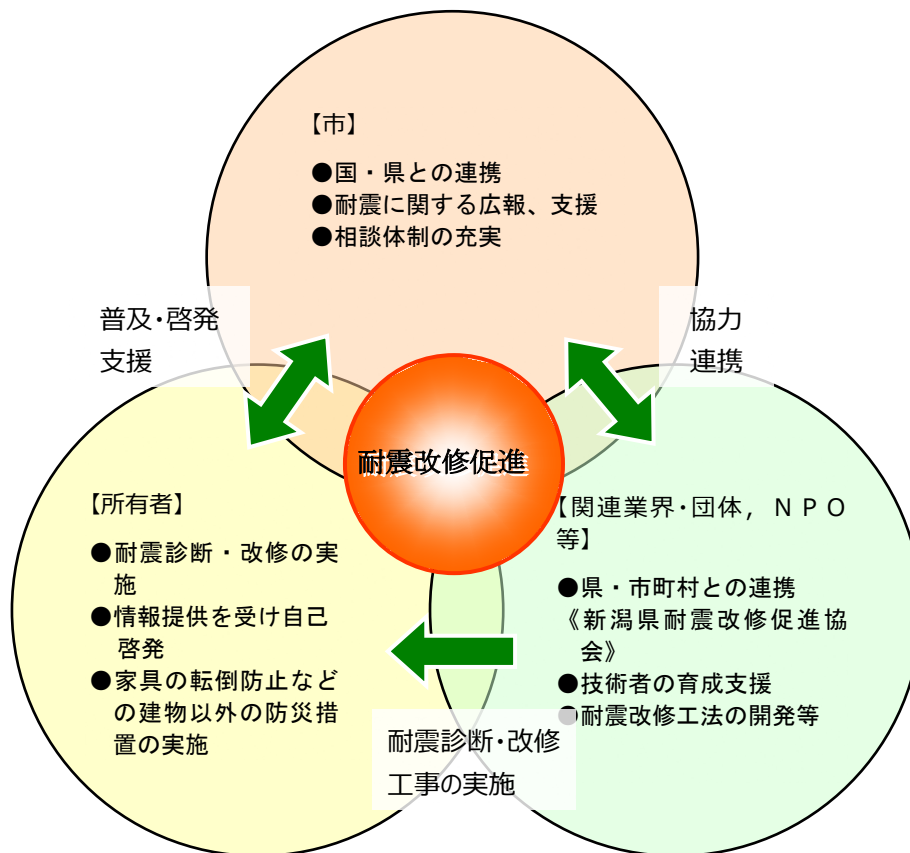 【市】
●国・県との連携
●耐震に関する広報、支援
●相談体制の充実
普及・啓発
支援
協力
連携
耐震改修促進
【所有者】
●耐震診断・改修の実
施
●情報提供を受け自己
啓発
●家具の転倒防止など
の建物以外の防災措
置の実施
【関連業界・団体，ＮＰＯ
等】
●県・市町村との連携
《新潟県耐震改修促進協
会》
●技術者の育成支援
●耐震改修工法の開発等
耐震診断・改修
工事の実施